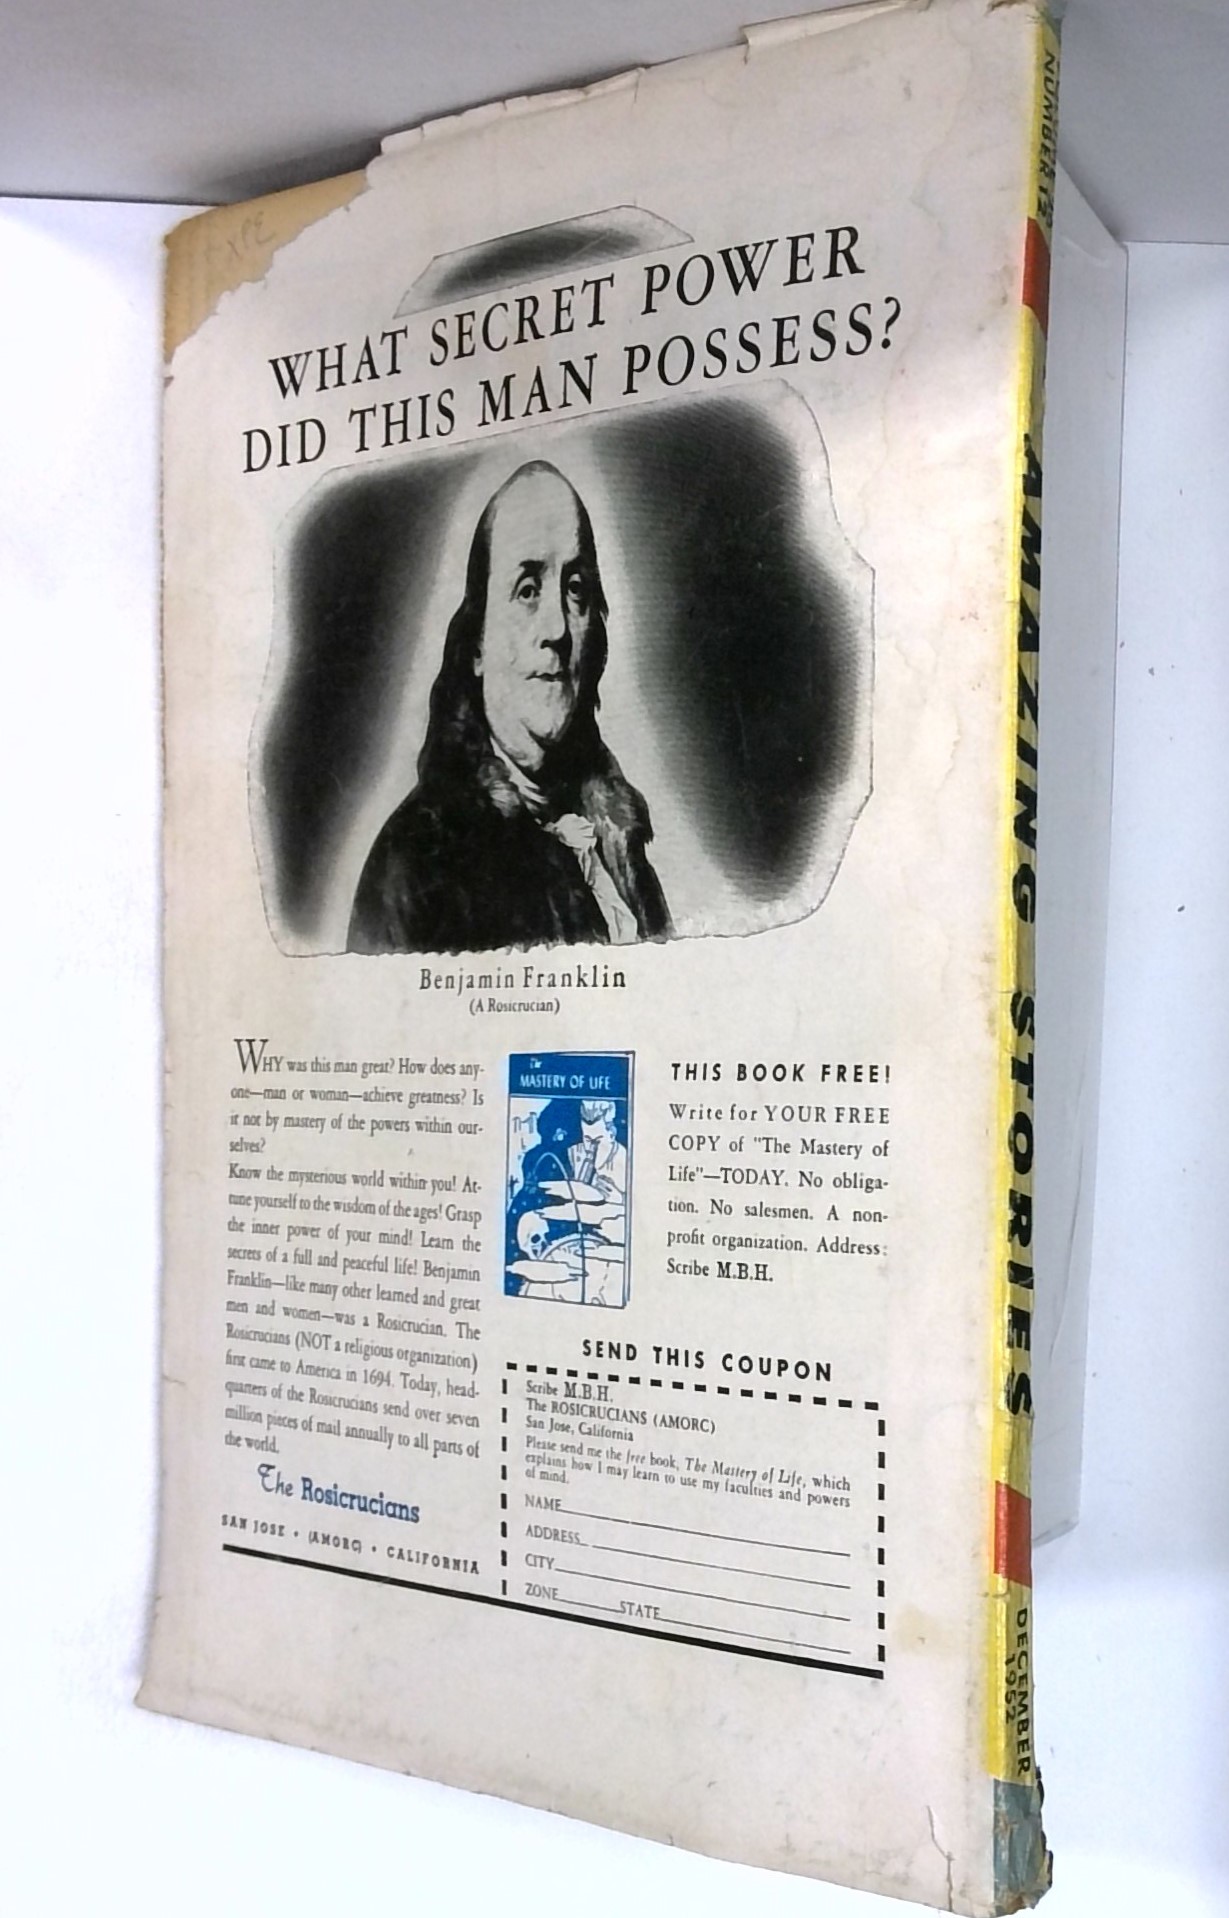 WHAT SECRET POWER
DID THIS MAN POSSESS?
Benjamin Franklin
(A Rosicrucian)
WHY was this man great? How does any-
one—man or woman—achieve greatness? Is
it not by mastery of the powers within our-
selves?
Know the mysterious world within you! At-
tune yourself to the wisdom of the ages! Grasp
the inner power of your mind! Learn the
secrets of a full and peaceful life! Benjamin
Franklin—like many other learned and great
men and women—was a Rosicrucian. The
Rosicrucians (NOT a religious organization)
first came to America in 1694. Today, head-
quarters of the Rosicrucians send over seven
million pieces of mail annually to all parts of
the world.
The Rosicrucians
SAN JOSE • (AMORC) • CALIFORNIA
The
MASTERY OF LIFE
THIS BOOK FREE!
Write for YOUR FREE
COPY of "The Mastery of
Life"—TODAY. No obliga-
tion. No salesmen. A non-
profit organization. Address:
Scribe M.B.H.
SEND THIS COUPON
Scribe M.B.H.
The ROSICRUCIANS (AMORC)
San Jose, California
Please send me the free book, The Mastery of Life, which
explains how I may learn to use my faculties and powers
of mind.
NAME
ADDRESS
CITY
ZONE STATE
NUMBER 12
AMAZING STORIES
DECEMBER
1952